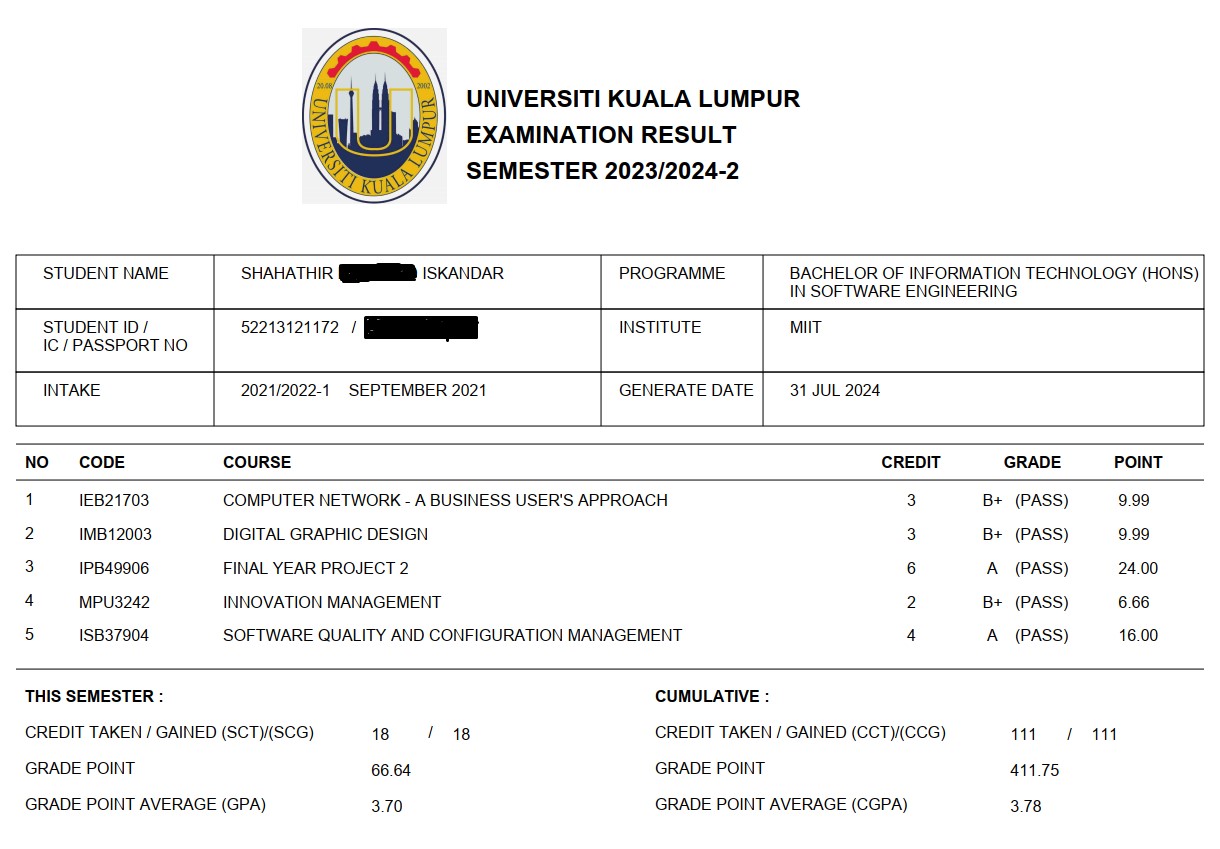 20.08 2002
UNIVERSITI KUALA LUMPUR
UNIVERSITI KUALA LUMPUR
EXAMINATION RESULT
SEMESTER 2023/2024-2
STUDENT NAME SHAHATHIR ISKANDAR PROGRAMME BACHELOR OF INFORMATION TECHNOLOGY (HONS)
IN SOFTWARE ENGINEERING
STUDENT ID / 52213121172 / INSTITUTE MIIT
IC / PASSPORT NO
INTAKE 2021/2022-1 SEPTEMBER 2021 GENERATE DATE 31 JUL 2024
NO CODE COURSE CREDIT GRADE POINT
1 IEB21703 COMPUTER NETWORK - A BUSINESS USER'S APPROACH 3 B+ (PASS) 9.99
2 IMB12003 DIGITAL GRAPHIC DESIGN 3 B+ (PASS) 9.99
3 IPB49906 FINAL YEAR PROJECT 2 6 A (PASS) 24.00
4 MPU3242 INNOVATION MANAGEMENT 2 B+ (PASS) 6.66
5 ISB37904 SOFTWARE QUALITY AND CONFIGURATION MANAGEMENT 4 A (PASS) 16.00
THIS SEMESTER : CUMULATIVE :
CREDIT TAKEN / GAINED (SCT)/(SCG) 18 / 18 CREDIT TAKEN / GAINED (CCT)/(CCG) 111 / 111
GRADE POINT 66.64 GRADE POINT 411.75
GRADE POINT AVERAGE (GPA) 3.70 GRADE POINT AVERAGE (CGPA) 3.78